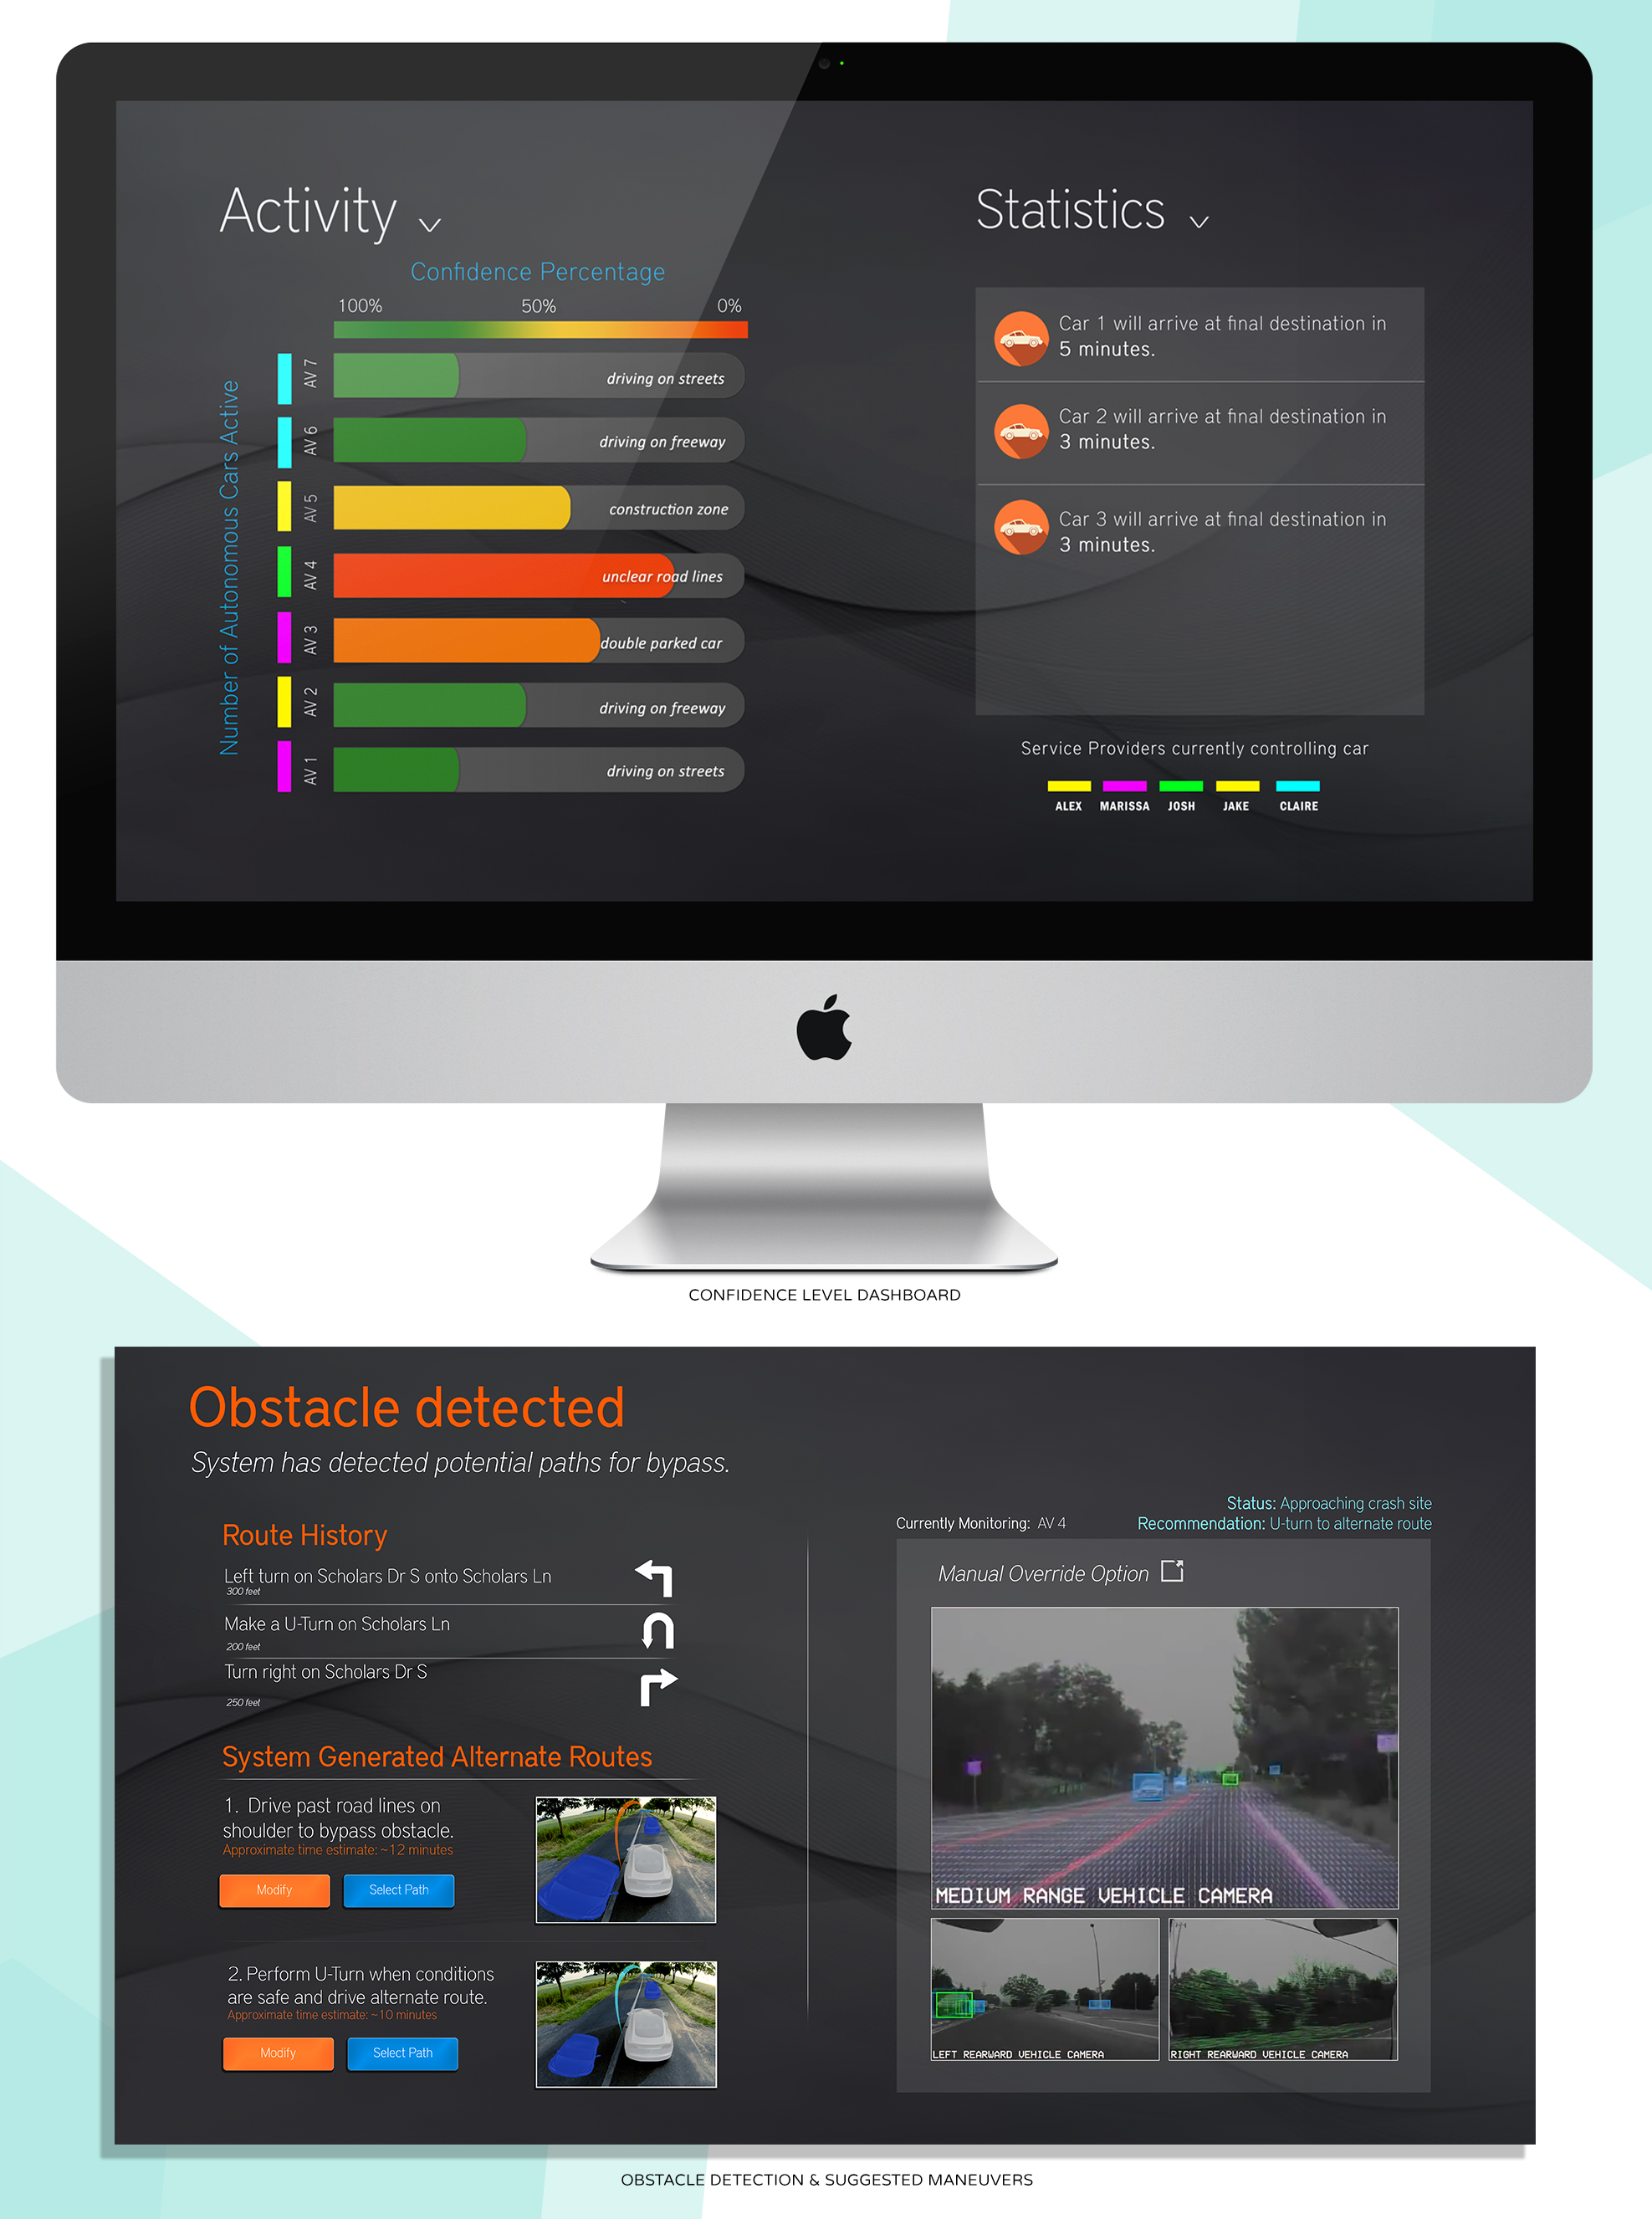 Activity
Confidence Percentage
100% 50% 0%
Number of Autonomous Cars Active
AV 7 driving on streets
AV 6 driving on freeway
AV 5 construction zone
AV 4 unclear road lines
AV 3 double parked car
AV 2 driving on freeway
AV 1 driving on streets
Statistics
Car 1 will arrive at final destination in
5 minutes.
Car 2 will arrive at final destination in
3 minutes.
Car 3 will arrive at final destination in
3 minutes.
Service Providers currently controlling car
ALEX MARISSA JOSH JAKE CLAIRE
CONFIDENCE LEVEL DASHBOARD
Obstacle detected
System has detected potential paths for bypass.
Route History
Left turn on Scholars Dr S onto Scholars Ln
300 feet
Make a U-Turn on Scholars Ln
200 feet
Turn right on Scholars Dr S
250 feet
System Generated Alternate Routes
1. Drive past road lines on
shoulder to bypass obstacle.
Approximate time estimate: ~12 minutes
Modify Select Path
2. Perform U-Turn when conditions
are safe and drive alternate route.
Approximate time estimate: ~10 minutes
Modify Select Path
Status: Approaching crash site
Currently Monitoring: AV 4
Recommendation: U-turn to alternate route
Manual Override Option
MEDIUM RANGE VEHICLE CAMERA
LEFT REARWARD VEHICLE CAMERA
RIGHT REARWARD VEHICLE CAMERA
OBSTACLE DETECTION & SUGGESTED MANEUVERS